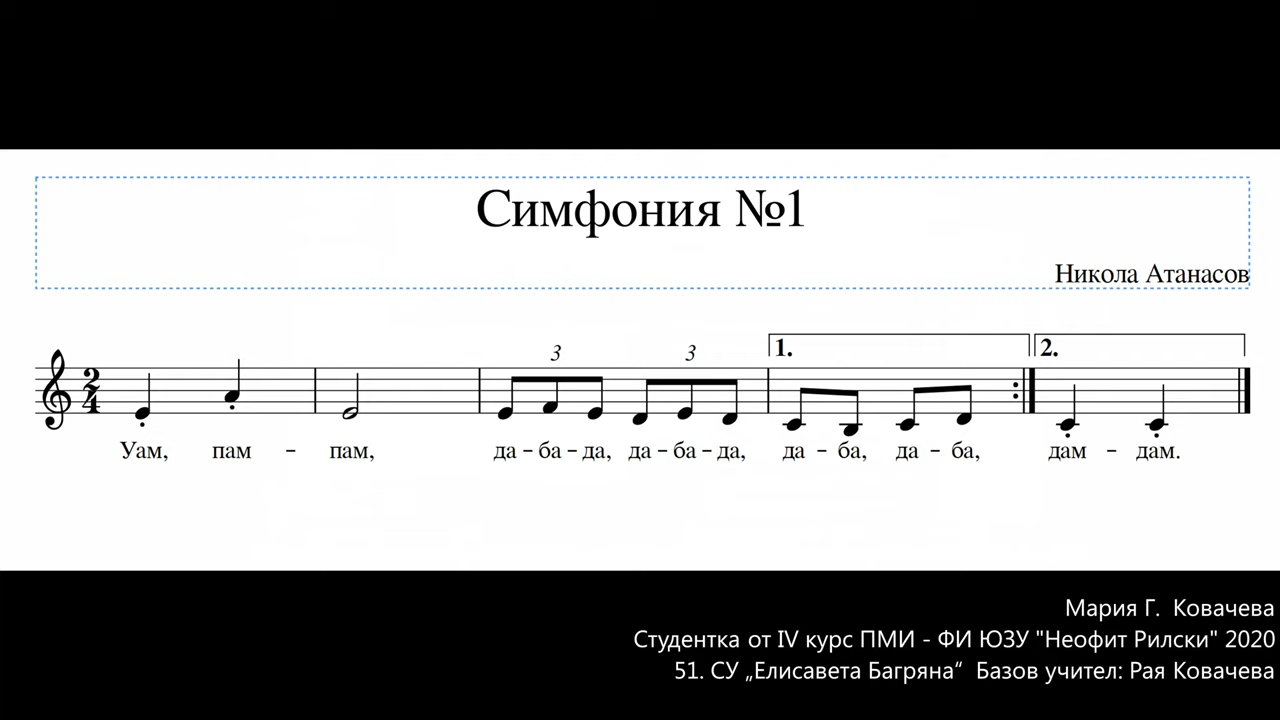 Симфония №1
Никола Атанасов
3 3 1. 2.
2
4
Уам, пам - пам, да - ба - да, да - ба - да, да - ба, да - ба, дам - дам.
Мария Г. Ковачева
Студентка от IV курс ПМИ - ФИ ЮЗУ "Неофит Рилски" 2020
51. СУ „Елисавета Багряна“ Базов учител: Рая Ковачева